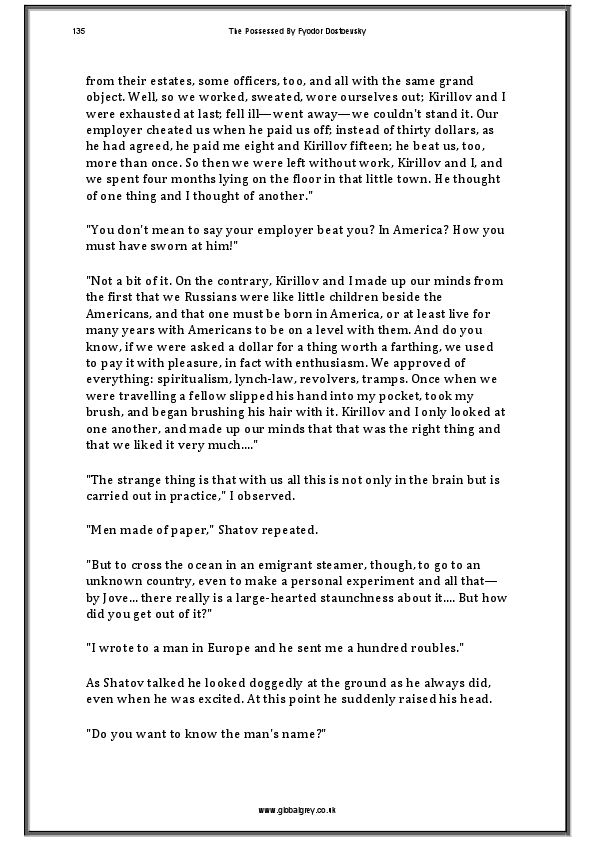 135
The Possessed By Fyodor Dostoevsky
from their estates, some officers, too, and all with the same grand
object. Well, so we worked, sweated, wore ourselves out; Kirillov and I
were exhausted at last; fell ill—went away—we couldn't stand it. Our
employer cheated us when he paid us off; instead of thirty dollars, as
he had agreed, he paid me eight and Kirillov fifteen; he beat us, too,
more than once. So then we were left without work, Kirillov and I, and
we spent four months lying on the floor in that little town. He thought
of one thing and I thought of another."
"You don't mean to say your employer beat you? In America? How you
must have sworn at him!"
"Not a bit of it. On the contrary, Kirillov and I made up our minds from
the first that we Russians were like little children beside the
Americans, and that one must be born in America, or at least live for
many years with Americans to be on a level with them. And do you
know, if we were asked a dollar for a thing worth a farthing, we used
to pay it with pleasure, in fact with enthusiasm. We approved of
everything: spiritualism, lynch-law, revolvers, tramps. Once when we
were travelling a fellow slipped his hand into my pocket, took my
brush, and began brushing his hair with it. Kirillov and I only looked at
one another, and made up our minds that that was the right thing and
that we liked it very much...."
"The strange thing is that with us all this is not only in the brain but is
carried out in practice," I observed.
"Men made of paper," Shatov repeated.
"But to cross the ocean in an emigrant steamer, though, to go to an
unknown country, even to make a personal experiment and all that—
by Jove... there really is a large-hearted staunchness about it.... But how
did you get out of it?"
"I wrote to a man in Europe and he sent me a hundred roubles."
As Shatov talked he looked doggedly at the ground as he always did,
even when he was excited. At this point he suddenly raised his head.
"Do you want to know the man's name?"
www.globalgrey.co.uk